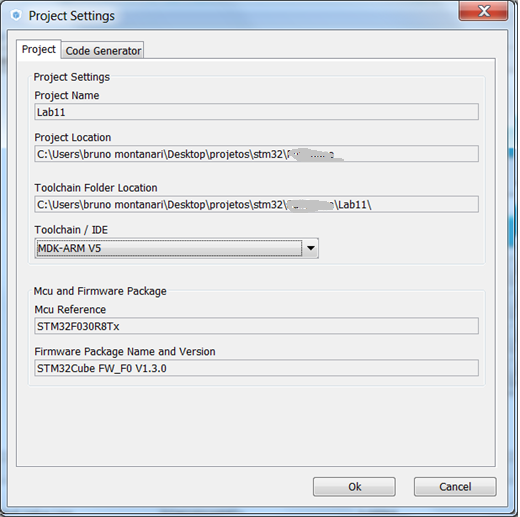 Project Settings
Project
Code Generator
Project Settings
Project Name
Lab11
Project Location
C:\Users\bruno montanari\Desktop\projetos\stm32\
Toolchain Folder Location
C:\Users\bruno montanari\Desktop\projetos\stm32\ \Lab11\
Toolchain / IDE
MDK-ARM V5
Mcu and Firmware Package
Mcu Reference
STM32F030R8Tx
Firmware Package Name and Version
STM32Cube FW_F0 V1.3.0
Ok
Cancel